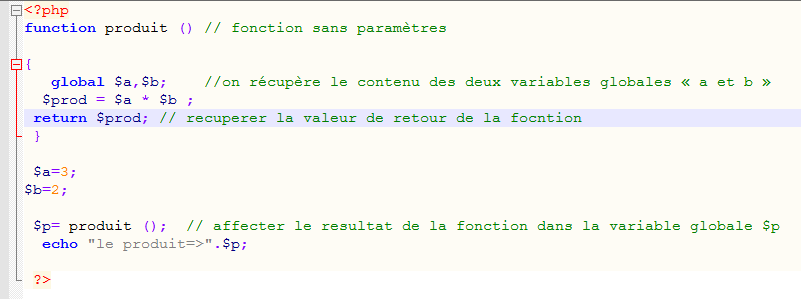 <?php
function produit () // fonction sans paramètres
{
global $a,$b; //on récupère le contenu des deux variables globales « a et b »
$prod = $a * $b ;
return $prod; // recuperer la valeur de retour de la focntion
}
$a=3;
$b=2;
$p= produit (); // affecter le resultat de la fonction dans la variable globale $p
echo "le produit=>".$p;
?>